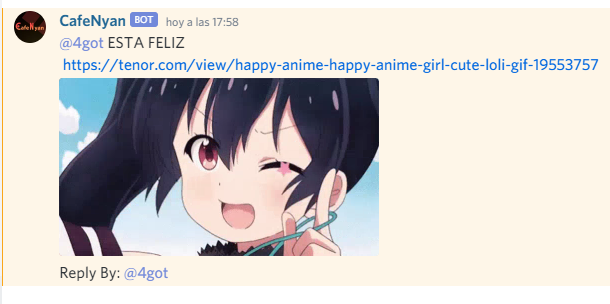 CafeNyan
CafeNyan BOT hoy a las 17:58
@4got ESTA FELIZ
https://tenor.com/view/happy-anime-happy-anime-girl-cute-loli-gif-19553757
Reply By: @4got